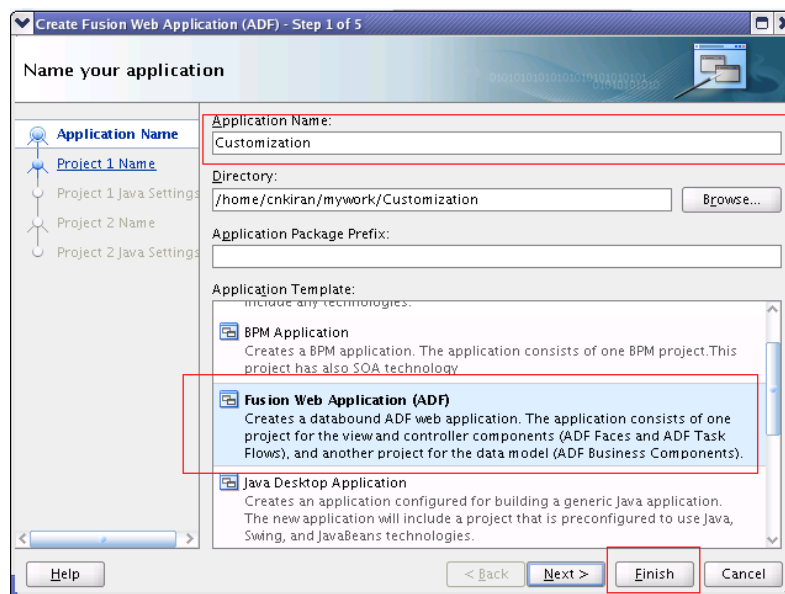 Create Fusion Web Application (ADF) - Step 1 of 5
Name your application
Application Name
Project 1 Name
Project 1 Java Settings
Project 2 Name
Project 2 Java Settings
Application Name:
Customization
Directory:
/home/cnkiran/mywork/Customization
Browse...
Application Package Prefix:
Application Template:
include any technologies.
BPM Application
Creates a BPM application. The application consists of one BPM project.This
project has also SOA technology
Fusion Web Application (ADF)
Creates a databound ADF web application. The application consists of one
project for the view and controller components (ADF Faces and ADF Task
Flows), and another project for the data model (ADF Business Components).
Java Desktop Application
Creates an application configured for building a generic Java application.
The new application will include a project that is preconfigured to use Java,
Swing, and JavaBeans technologies.
Help
< Back
Next >
Finish
Cancel